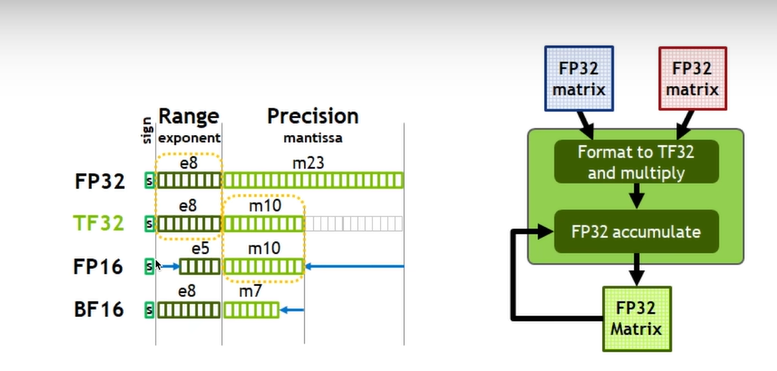 sign
Range
exponent
Precision
mantissa
FP32
s
e8
m23
TF32
s
e8
m10
FP16
s
e5
m10
BF16
s
e8
m7
FP32
matrix
FP32
matrix
Format to TF32
and multiply
FP32 accumulate
FP32
Matrix